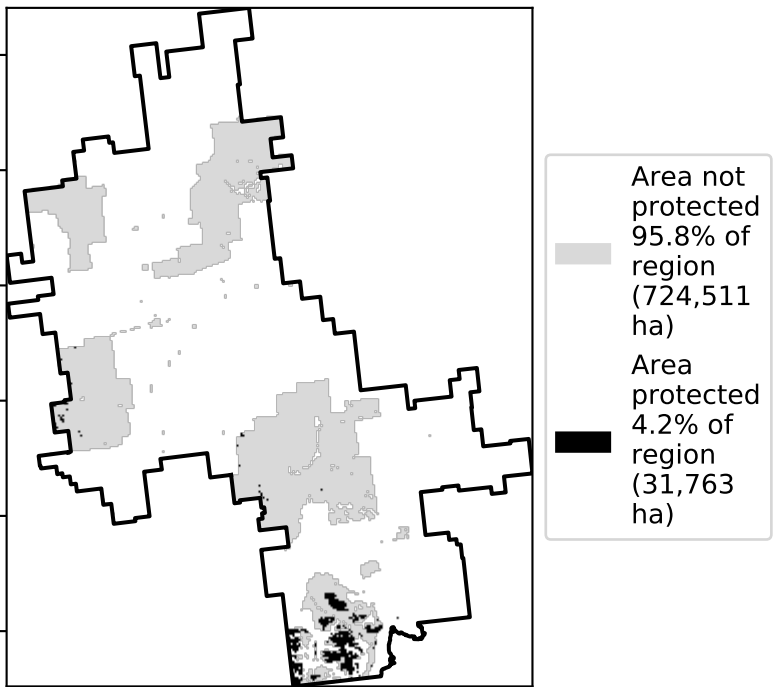 Area not
protected
95.8% of
region
(724,511
ha)
Area
protected
4.2% of
region
(31,763
ha)